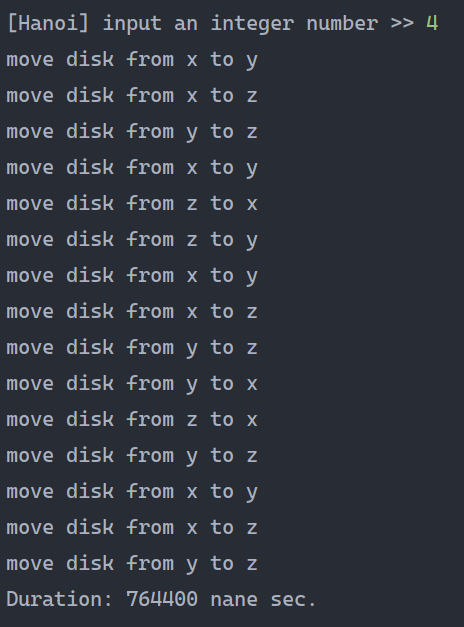 [Hanoi] input an integer number >> 4
move disk from x to y
move disk from x to z
move disk from y to z
move disk from x to y
move disk from z to x
move disk from z to y
move disk from x to y
move disk from x to z
move disk from y to z
move disk from y to x
move disk from z to x
move disk from y to z
move disk from x to y
move disk from x to z
move disk from y to z
Duration: 764400 nane sec.